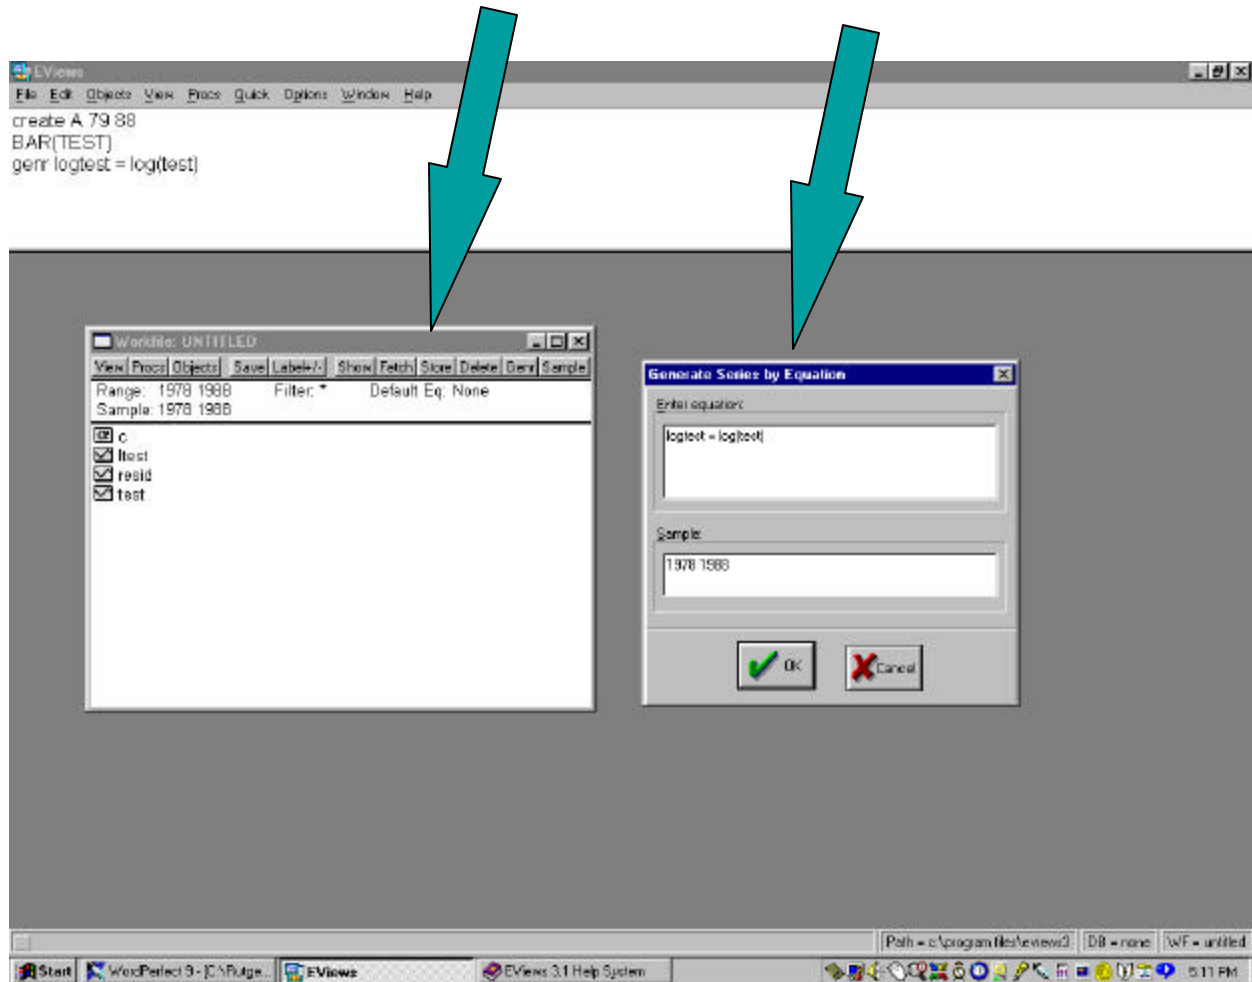 EViews
File Edit Objects View Procs Quick Options Window Help
create A 79 88
BAR(TEST)
genr logtest = log(test)
Workfile: UNTITLED
View Procs Objects Save Label+/- Show Fetch Store Delete Genr Sample
Range: 1978 1988 Filter: * Default Eq: None
Sample: 1978 1988
c
ltest
resid
test
Generate Series by Equation
Enter equation:
logtest = log(test)
Sample:
1978 1988
OK
Cancel
Path = c:\program files\eviews3 DB = none WF = untitled
Start WordPerfect 9 - [C:\Rutge... EViews EViews 3.1 Help System 5:11 PM